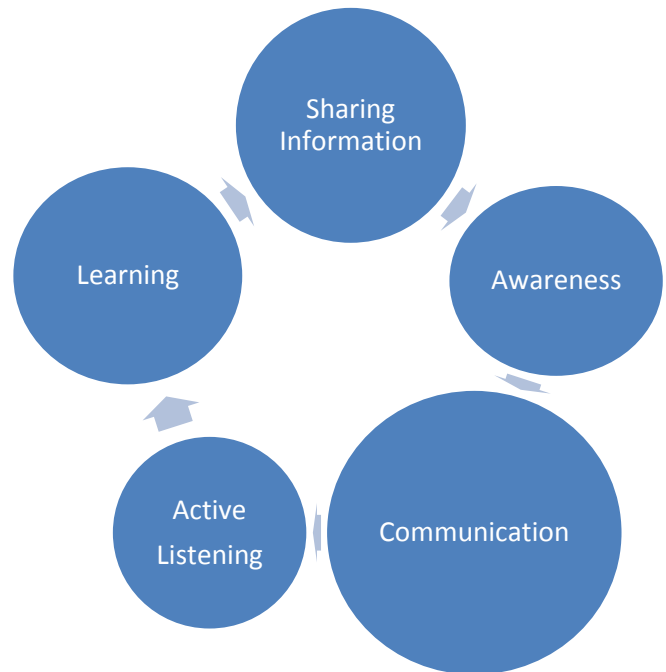 Sharing
Information
Learning
Awareness
Active
Listening
Communication